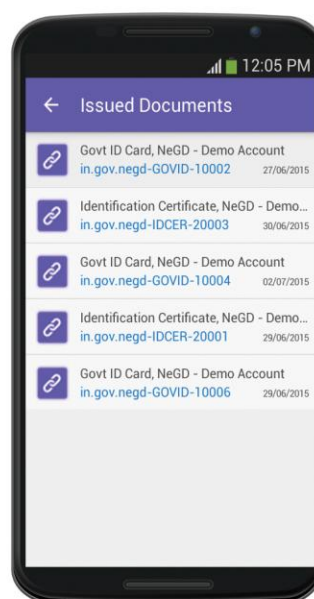 12:05 PM
Issued Documents
Govt ID Card, NeGD - Demo Account
in.gov.negd-GOVID-10002 27/06/2015
Identification Certificate, NeGD - Demo...
in.gov.negd-IDCER-20003 30/06/2015
Govt ID Card, NeGD - Demo Account
in.gov.negd-GOVID-10004 02/07/2015
Identification Certificate, NeGD - Demo...
in.gov.negd-IDCER-20001 29/06/2015
Govt ID Card, NeGD - Demo Account
in.gov.negd-GOVID-10006 29/06/2015